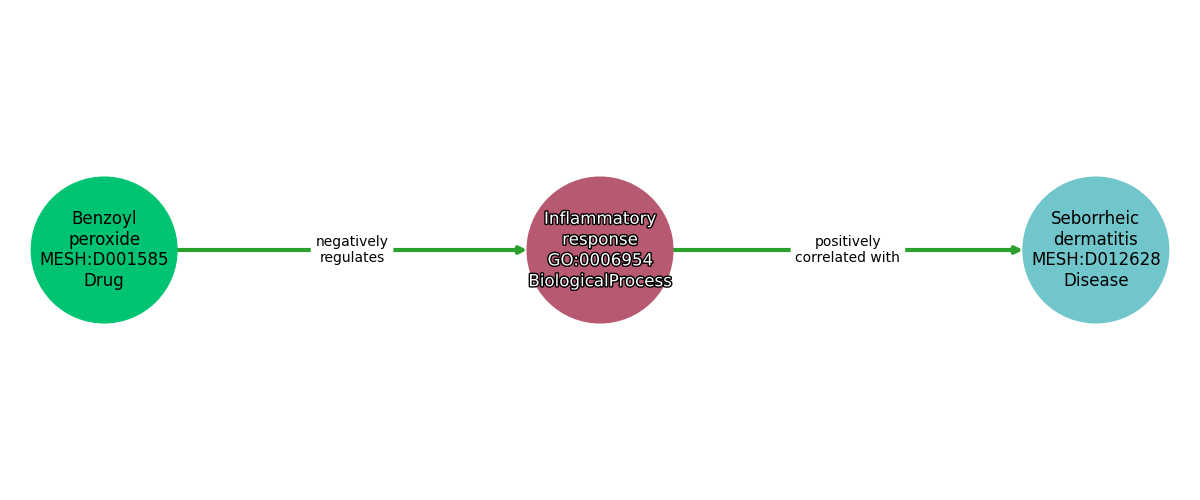 Benzoyl
peroxide
MESH:D001585
Drug
negatively
regulates
Inflammatory
response
GO:0006954
BiologicalProcess
positively
correlated with
Seborrheic
dermatitis
MESH:D012628
Disease